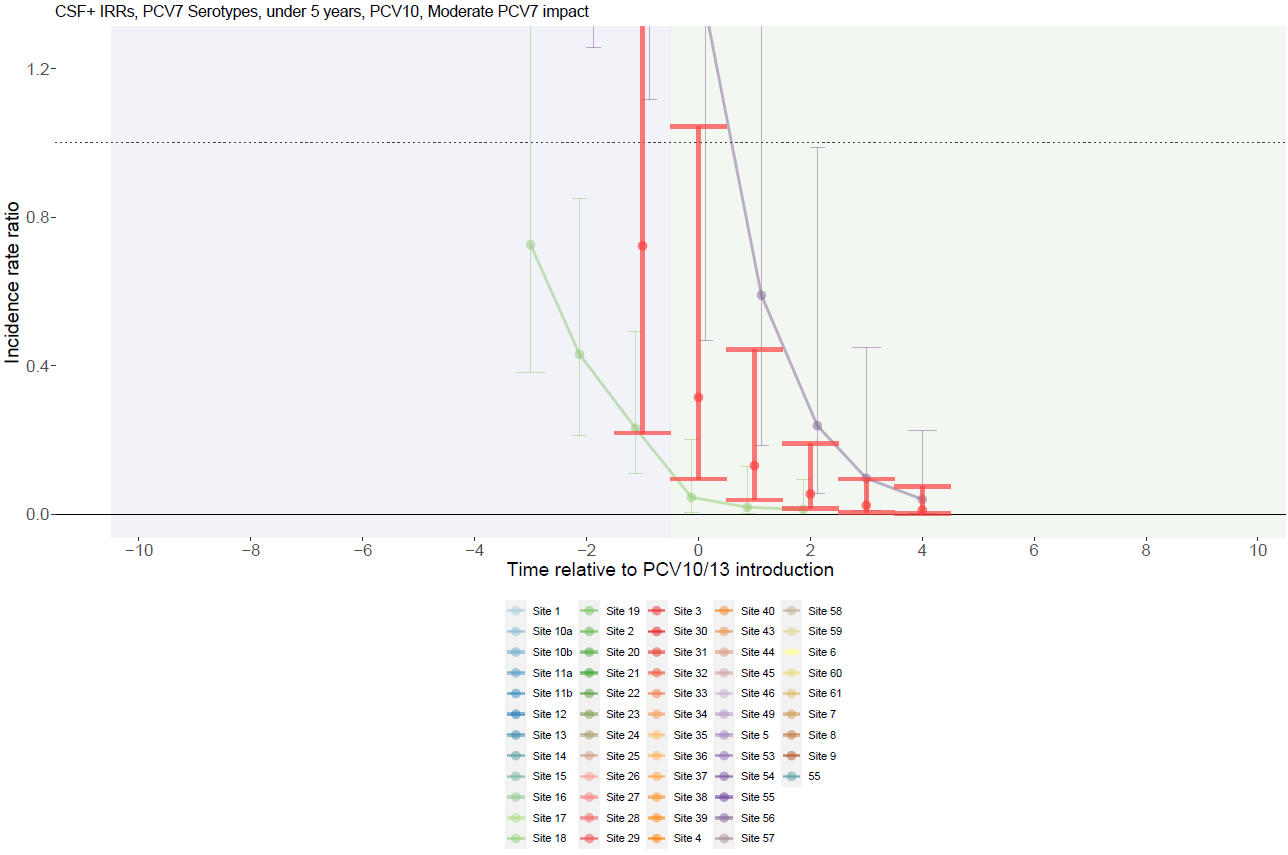 CSF+ IRRs, PCV7 Serotypes, under 5 years, PCV10, Moderate PCV7 impact
1.2
0.8
0.4
0.0
Incidence rate ratio
−10 −8 −6 −4 −2 0 2 4 6 8 10
Time relative to PCV10/13 introduction
Site 1 Site 19 Site 3 Site 40 Site 58
Site 10a Site 2 Site 30 Site 43 Site 59
Site 10b Site 20 Site 31 Site 44 Site 6
Site 11a Site 21 Site 32 Site 45 Site 60
Site 11b Site 22 Site 33 Site 46 Site 61
Site 12 Site 23 Site 34 Site 49 Site 7
Site 13 Site 24 Site 35 Site 5 Site 8
Site 14 Site 25 Site 36 Site 53 Site 9
Site 15 Site 26 Site 37 Site 54 55
Site 16 Site 27 Site 38 Site 55
Site 17 Site 28 Site 39 Site 56
Site 18 Site 29 Site 4 Site 57